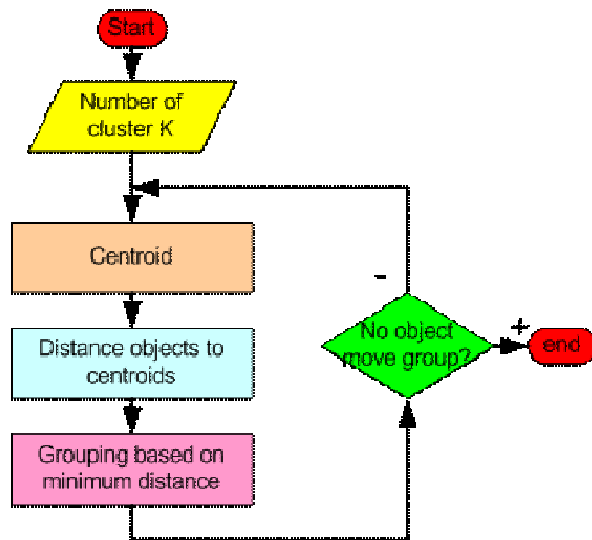 Start
Number of
cluster K
Centroid
Distance objects to
centroids
Grouping based on
minimum distance
-
No object
move group?
+
end